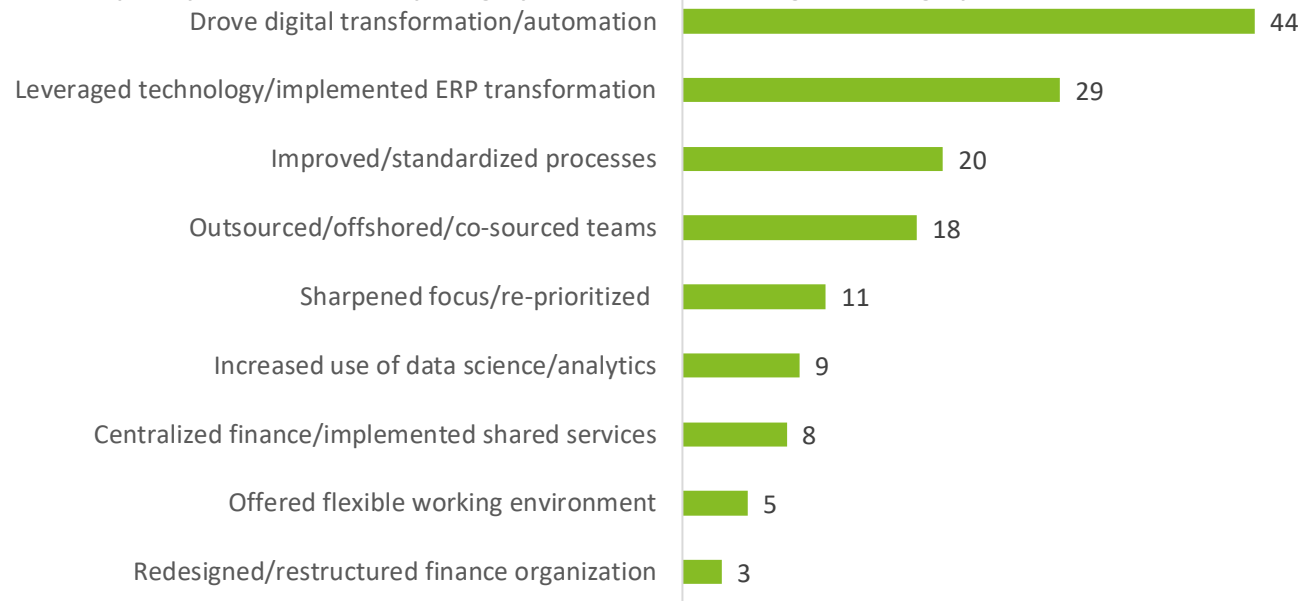 Drove digital transformation/automation 44
Leveraged technology/implemented ERP transformation 29
Improved/standardized processes 20
Outsourced/offshored/co-sourced teams 18
Sharpened focus/re-prioritized 11
Increased use of data science/analytics 9
Centralized finance/implemented shared services 8
Offered flexible working environment 5
Redesigned/restructured finance organization 3